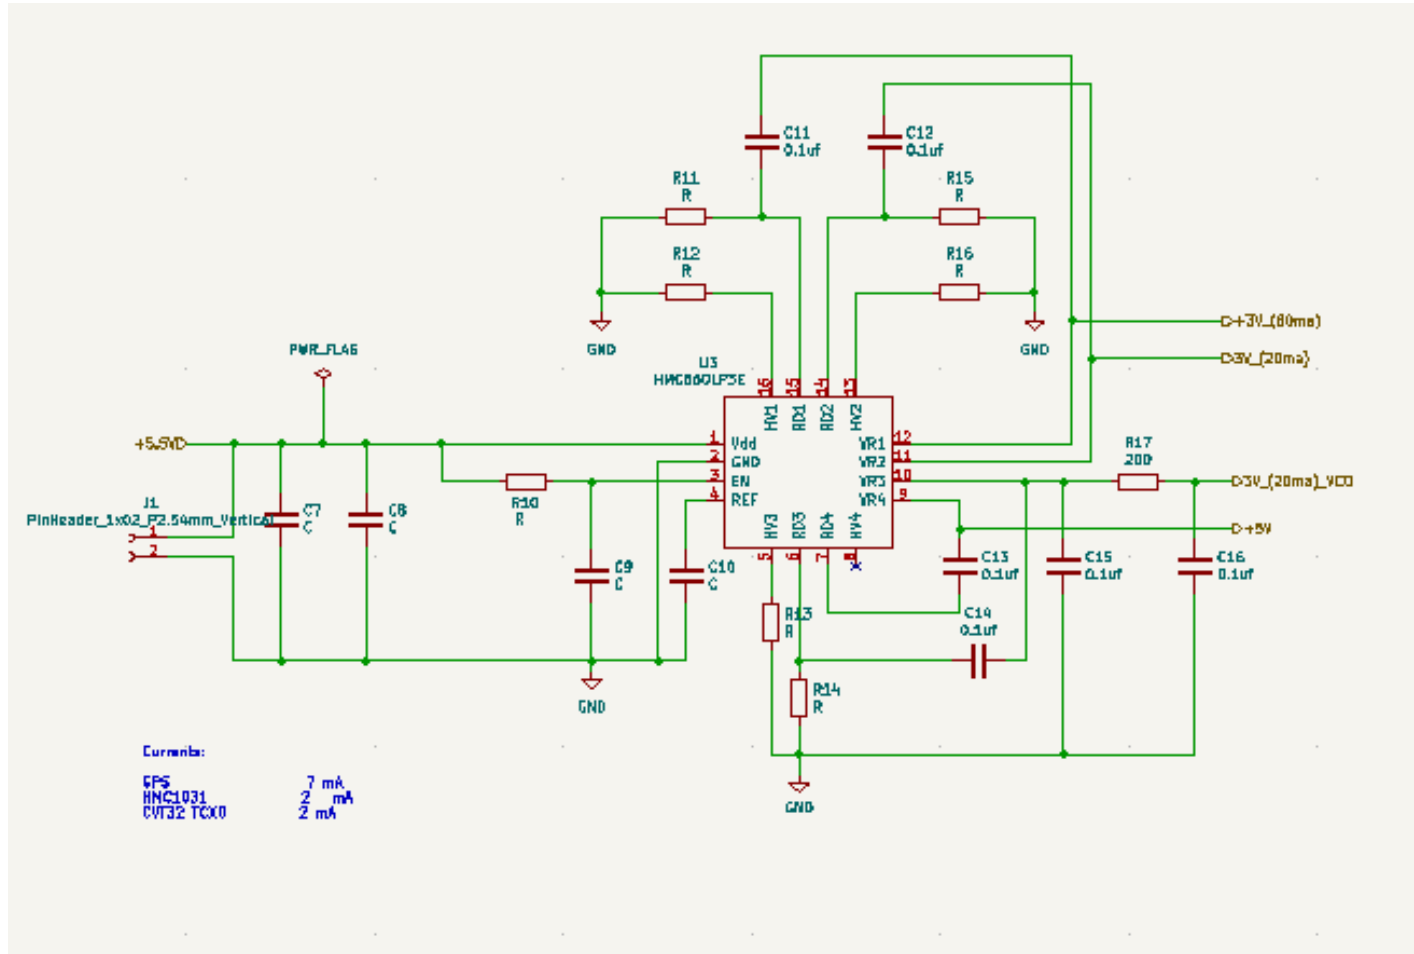 C11
0.1uf
C12
0.1uf
R11
R
R15
R
R12
R
R16
R
GND
GND
+3V_(60ma)
3V_(20ma)
PWR_FLAG
U3
HMC860LP3E
16
15
14
13
HV1
RD1
RD2
HV2
+5.5V
1
Vdd
2
GND
3
EN
4
REF
VR1
12
VR2
11
VR3
10
VR4
9
HV3
RD3
RD4
HV4
5
6
7
8
R17
200
3V_(20ma)_VCO
+5V
J1
PinHeader_1x02_P2.54mm_Vertical
1
2
C7
C
C8
C
R10
R
C9
C
C10
C
C13
0.1uf
C15
0.1uf
C16
0.1uf
R13
R
C14
0.1uf
R14
R
GND
GND
Currents:
GPS 7 mA
HMC1031 2 mA
CVT32 TCXO 2 mA